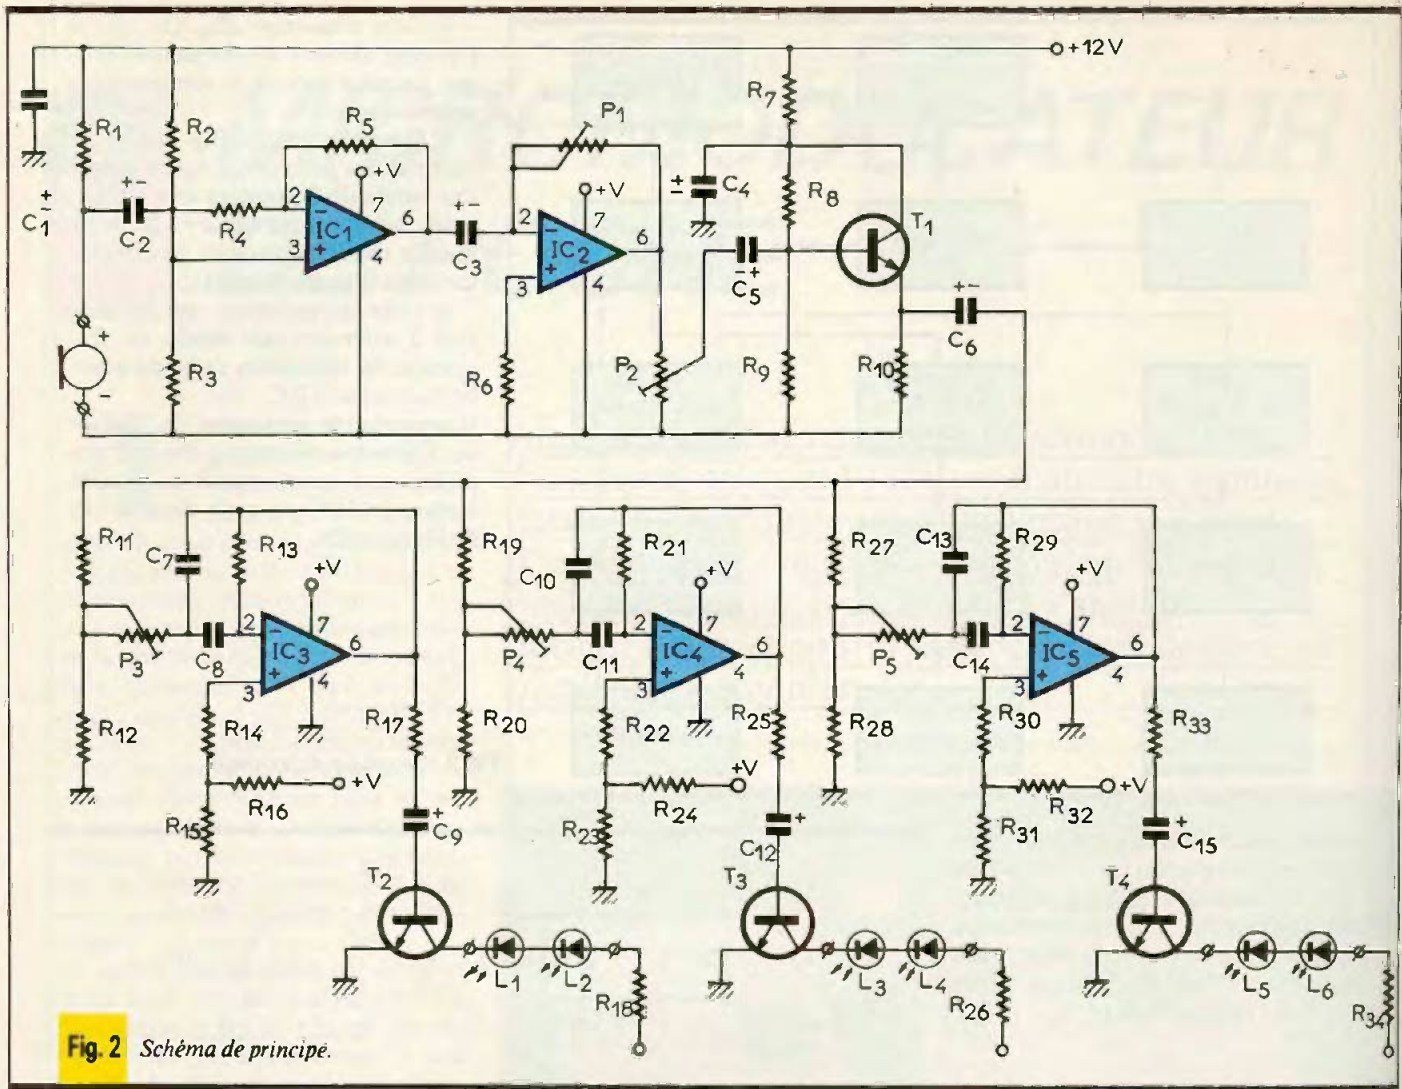 +12V
R7
R1
R2
R5
P1
+V
+V
C1
+
+-
C2
R4
2
-
IC1
+
3
7
6
4
+-
C3
2
-
IC2
+
3
7
6
4
+
-
C4
R8
T1
-+
C5
+-
C6
+
-
R3
R6
P2
R9
R10
R11
C7
R13
+V
R19
C10
R21
+V
R27
C13
R29
+V
P3
C8
2
-
IC3
+
3
7
6
4
P4
C11
2
-
IC4
+
3
7
6
4
P5
C14
2
-
IC5
+
3
7
6
4
R12
R14
R17
R20
R22
R25
R28
R30
R33
R16
+V
R24
+V
R32
+V
R15
+
C9
R23
+
C12
R31
+
C15
T2
T3
T4
L1
L2
R18
L3
L4
R26
L5
L6
R34
Fig. 2 Schéma de principe.